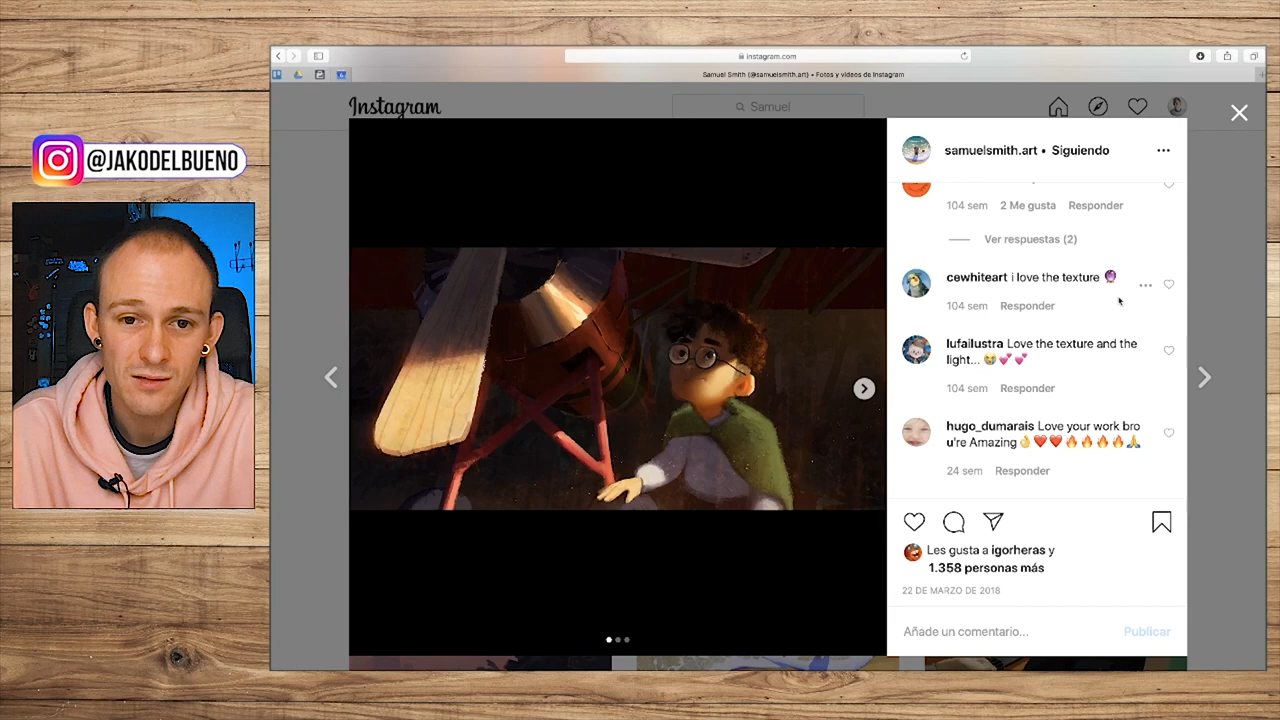 instagram.com
Samuel Smith (@samuelsmith.art) • Fotos y videos de Instagram
Instagram
Samuel
@JAKODELBUENO
samuelsmith.art • Siguiendo
104 sem 2 Me gusta Responder
Ver respuestas (2)
cewhiteart i love the texture 🔮
104 sem Responder
lufailustra Love the texture and the
light... 😭💕💕
104 sem Responder
hugo_dumarais Love your work bro
u're Amazing👌❤️❤️🔥🔥🔥🔥🙏
24 sem Responder
Les gusta a igorheras y
1.358 personas más
22 DE MARZO DE 2018
Añade un comentario...
Publicar